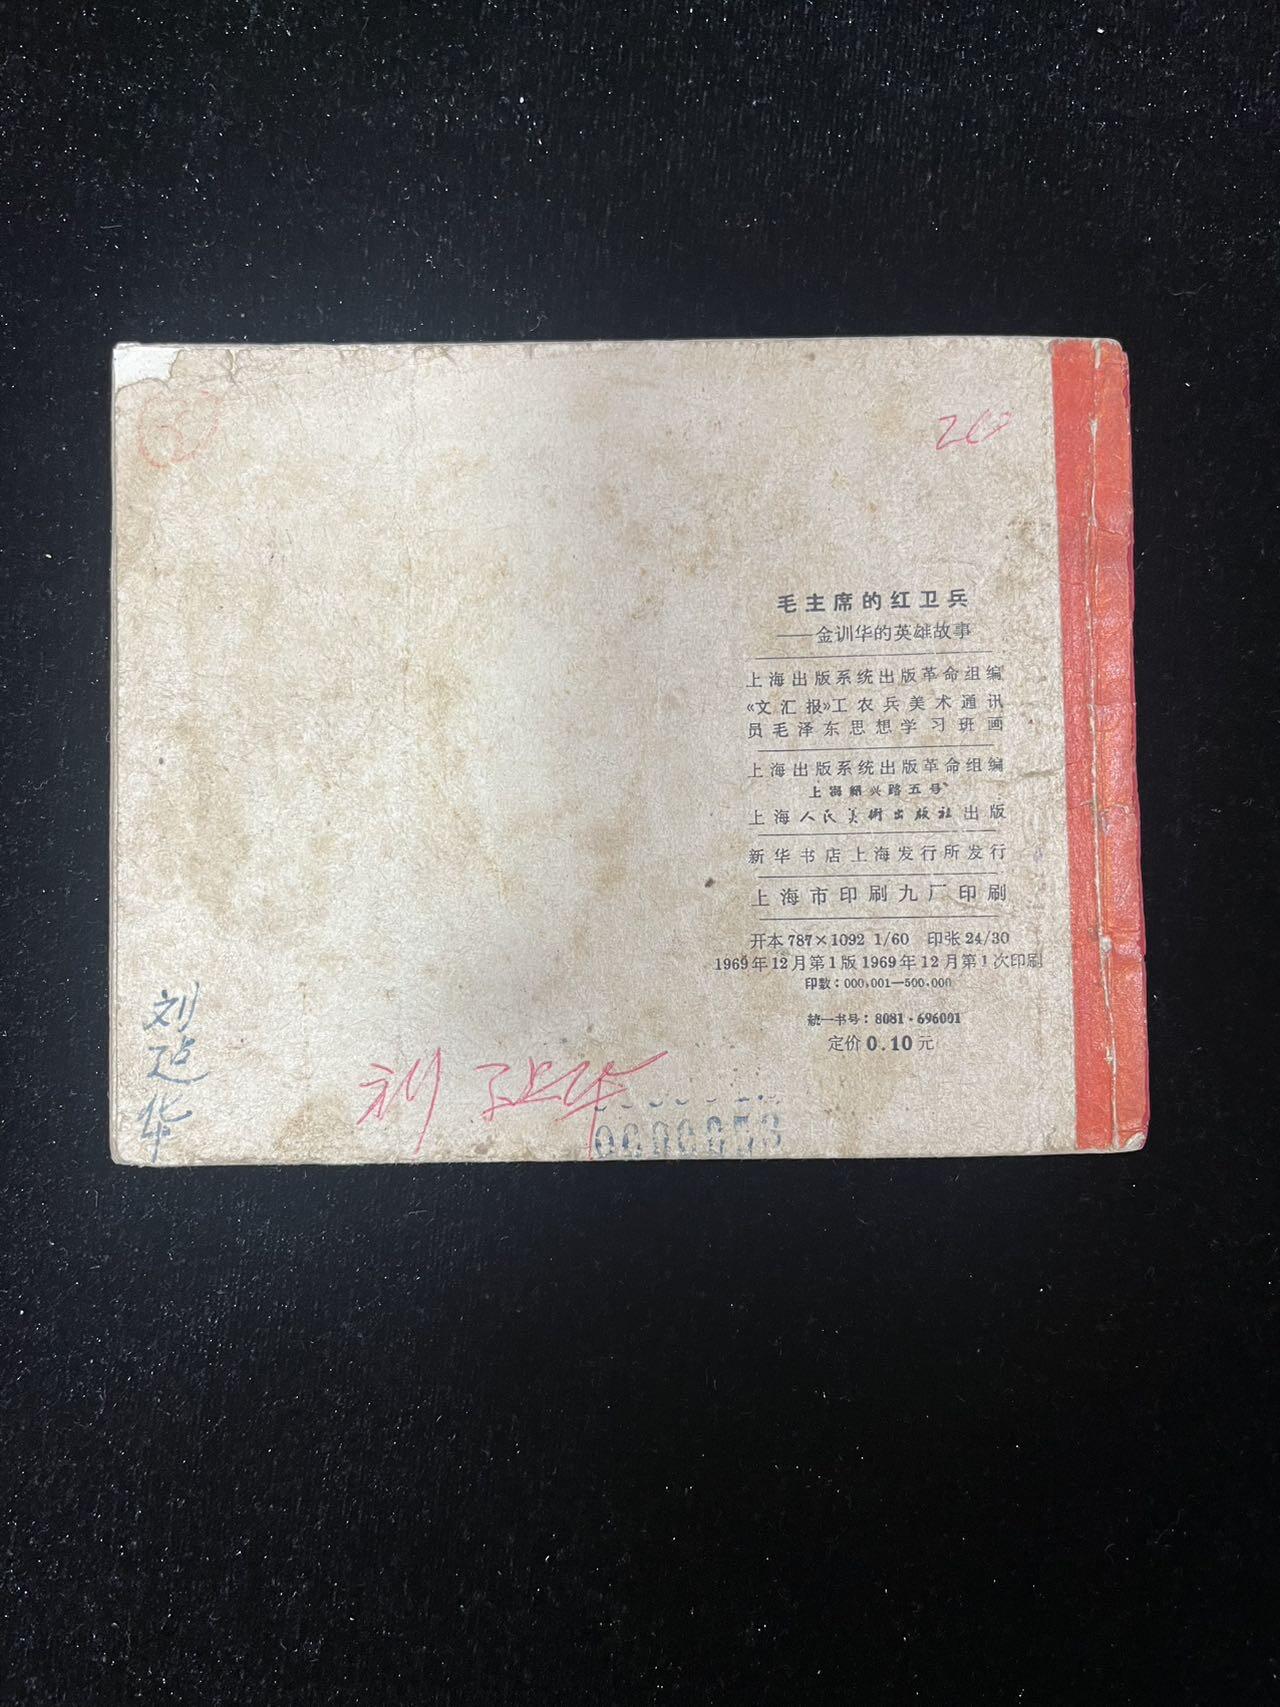 毛主席的红卫兵
——金训华的英雄故事
上海出版系统出版革命组编
《文汇报》工农兵美术通讯
员毛泽东思想学习班画
上海出版系统出版革命组编
上海绍兴路五号
上海人民美術出版社出版
新华书店上海发行所发行
上海市印刷九厂印刷
开本 787×1092 1/60 印张 24/30
1969年12月第1版 1969年12月第1次印刷
印数：000,001—500,000
統一书号：8081·696001
定价 0.10 元
刘
华
刘 华